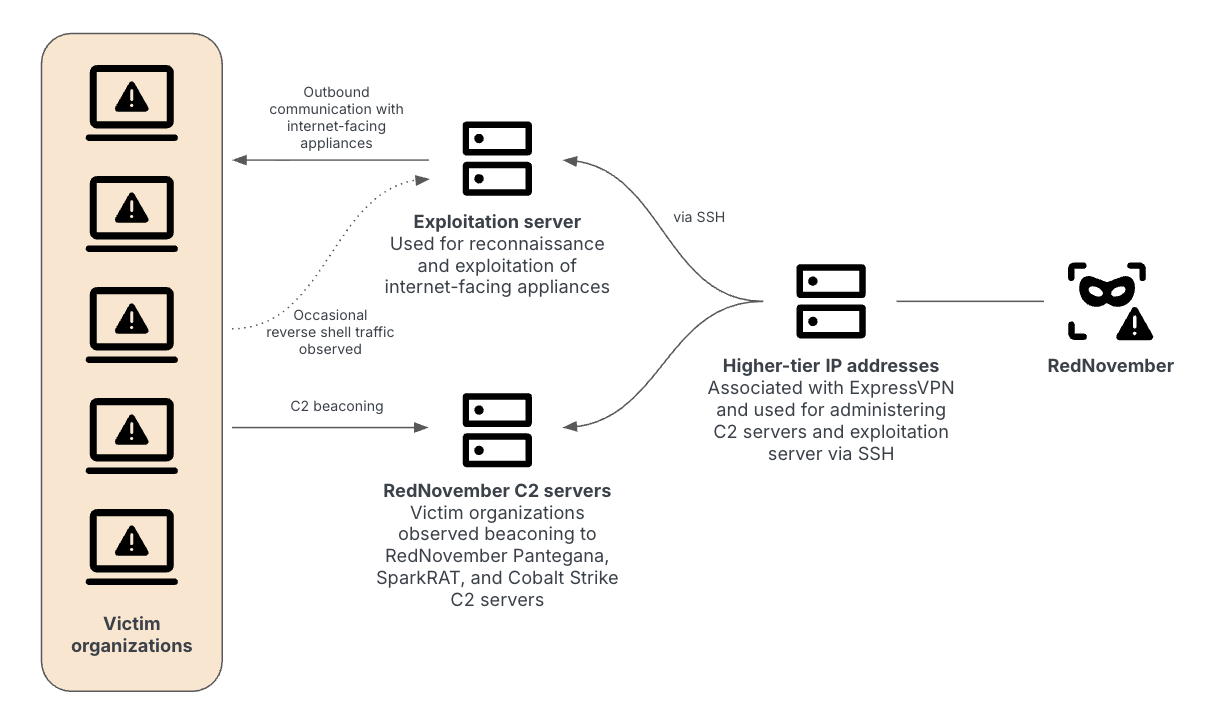 Outbound
communication with
internet-facing
appliances
Exploitation server
Used for reconnaissance
and exploitation of
internet-facing appliances
via SSH
Occasional
reverse shell traffic
observed
C2 beaconing
RedNovember C2 servers
Victim organizations
observed beaconing to
RedNovember Pantegana,
SparkRAT, and Cobalt Strike
C2 servers
Higher-tier IP addresses
Associated with ExpressVPN
and used for administering
C2 servers and exploitation
server via SSH
RedNovember
Victim
organizations